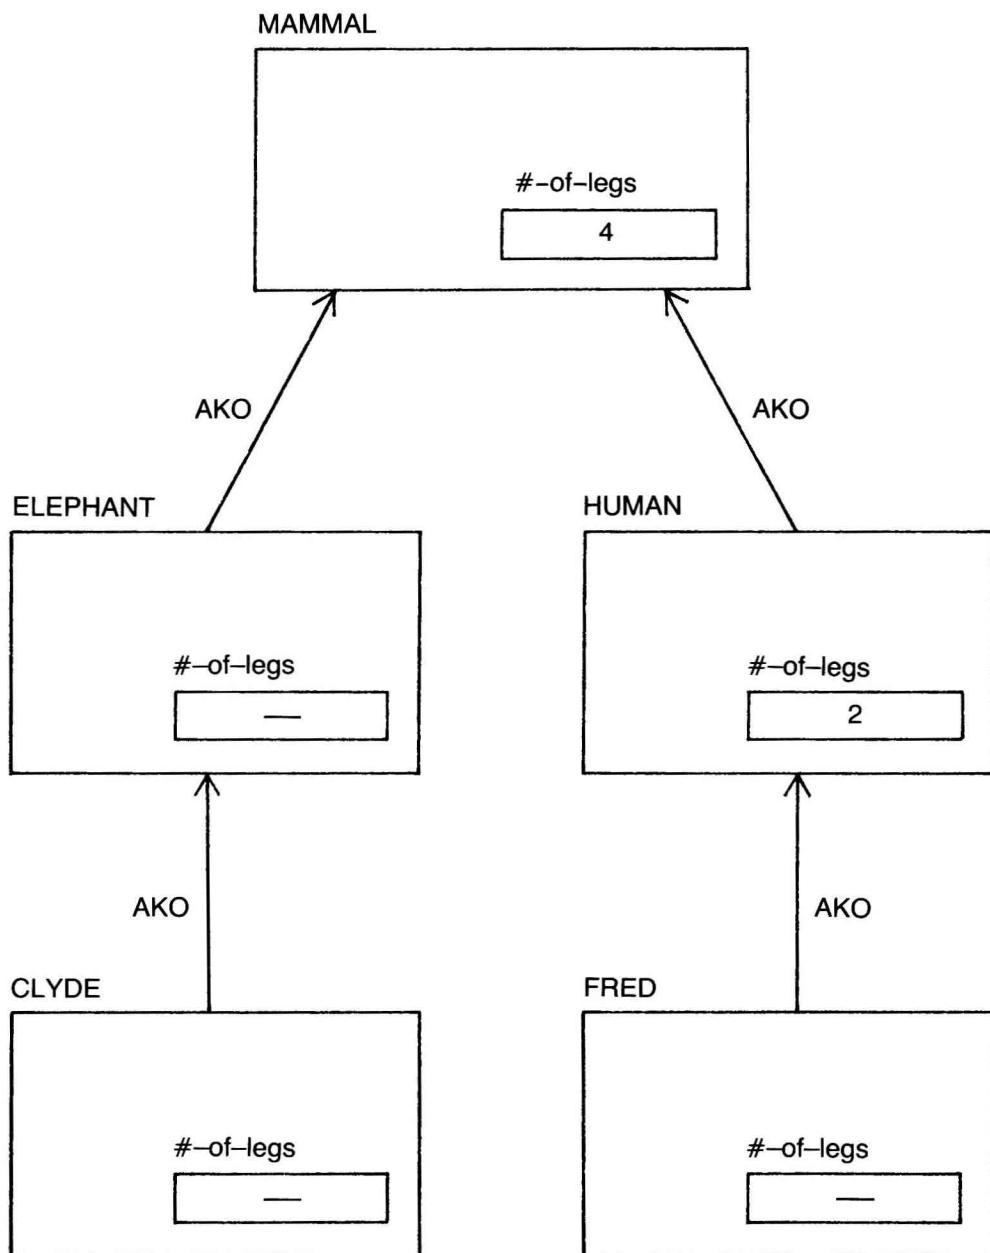 MAMMAL
#-of-legs
4
AKO
AKO
ELEPHANT
HUMAN
#-of-legs
#-of-legs
—
2
AKO
AKO
CLYDE
FRED
#-of-legs
#-of-legs
—
—